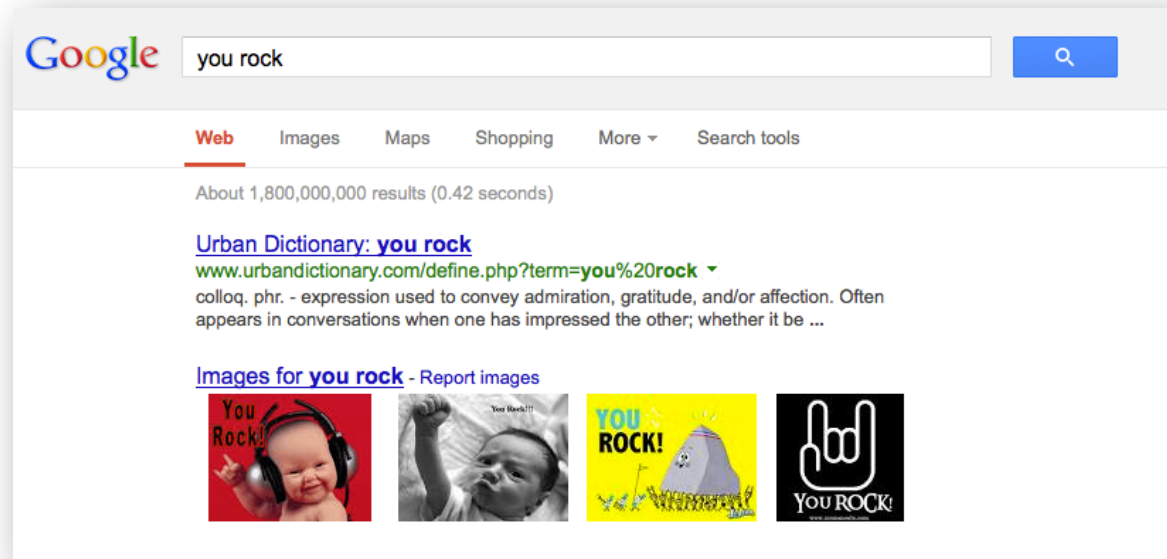 Google
you rock
Web Images Maps Shopping More Search tools
About 1,800,000,000 results (0.42 seconds)
Urban Dictionary: you rock
www.urbandictionary.com/define.php?term=you%20rock
colloq. phr. - expression used to convey admiration, gratitude, and/or affection. Often
appears in conversations when one has impressed the other; whether it be ...
Images for you rock - Report images
You
Rock!
You Rock!!!
YOU
ROCK!
YOU ROCK!